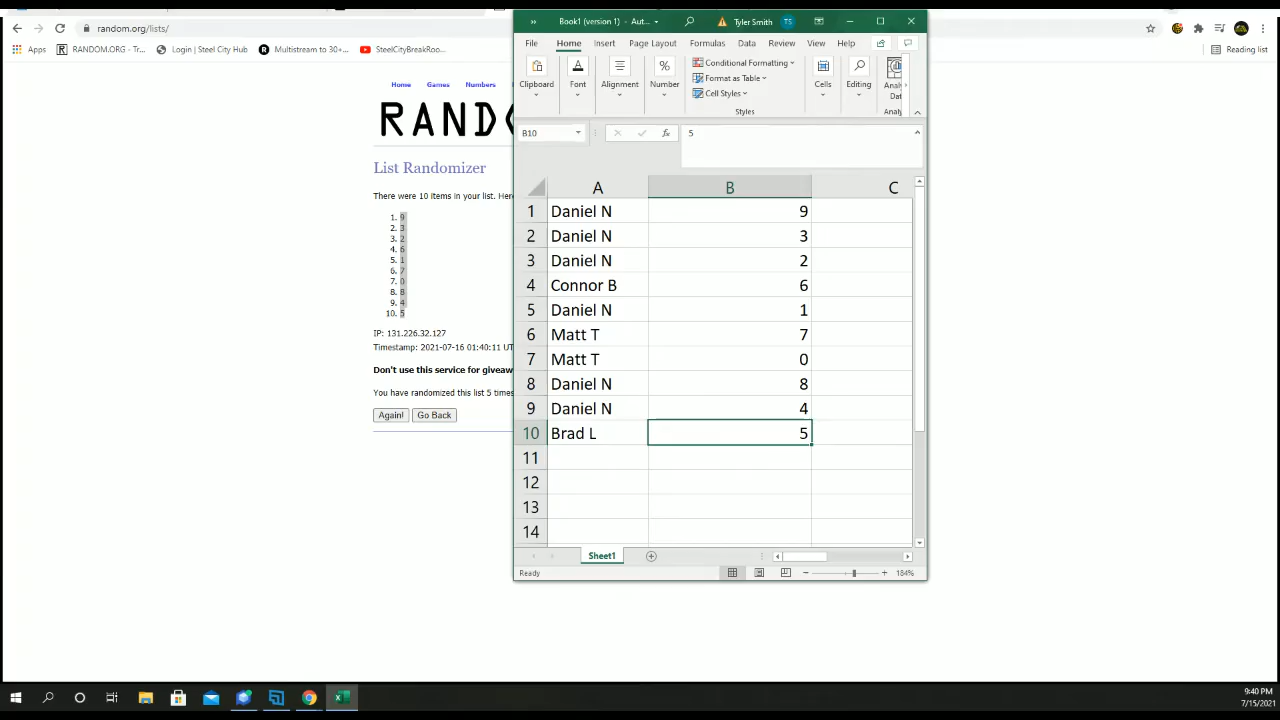 random.org/lists/
Apps
RANDOM.ORG - Tr...
Login | Steel City Hub
Multistream to 30+...
SteelCityBreakRoo...
Reading list
Home Games Numbers
RANDO
List Randomizer
There were 10 items in your list. Here
1. 9
2. 3
3. 2
4. 6
5. 1
6. 7
7. 0
8. 8
9. 4
10. 5
IP: 131.226.32.127
Timestamp: 2021-07-16 01:40:11 UT
Don't use this service for giveaw
You have randomized this list 5 times
Again! Go Back
Book1 (version 1) - Aut...
Tyler Smith TS
File Home Insert Page Layout Formulas Data Review View Help
Clipboard
Font
Alignment
%
Number
Conditional Formatting
Format as Table
Cell Styles
Styles
Cells
Editing
Analy
Dat
Analy
B10 fx 5
A B C
1 Daniel N 9
2 Daniel N 3
3 Daniel N 2
4 Connor B 6
5 Daniel N 1
6 Matt T 7
7 Matt T 0
8 Daniel N 8
9 Daniel N 4
10 Brad L 5
11
12
13
14
Sheet1
Ready 184%
9:40 PM
7/15/2021